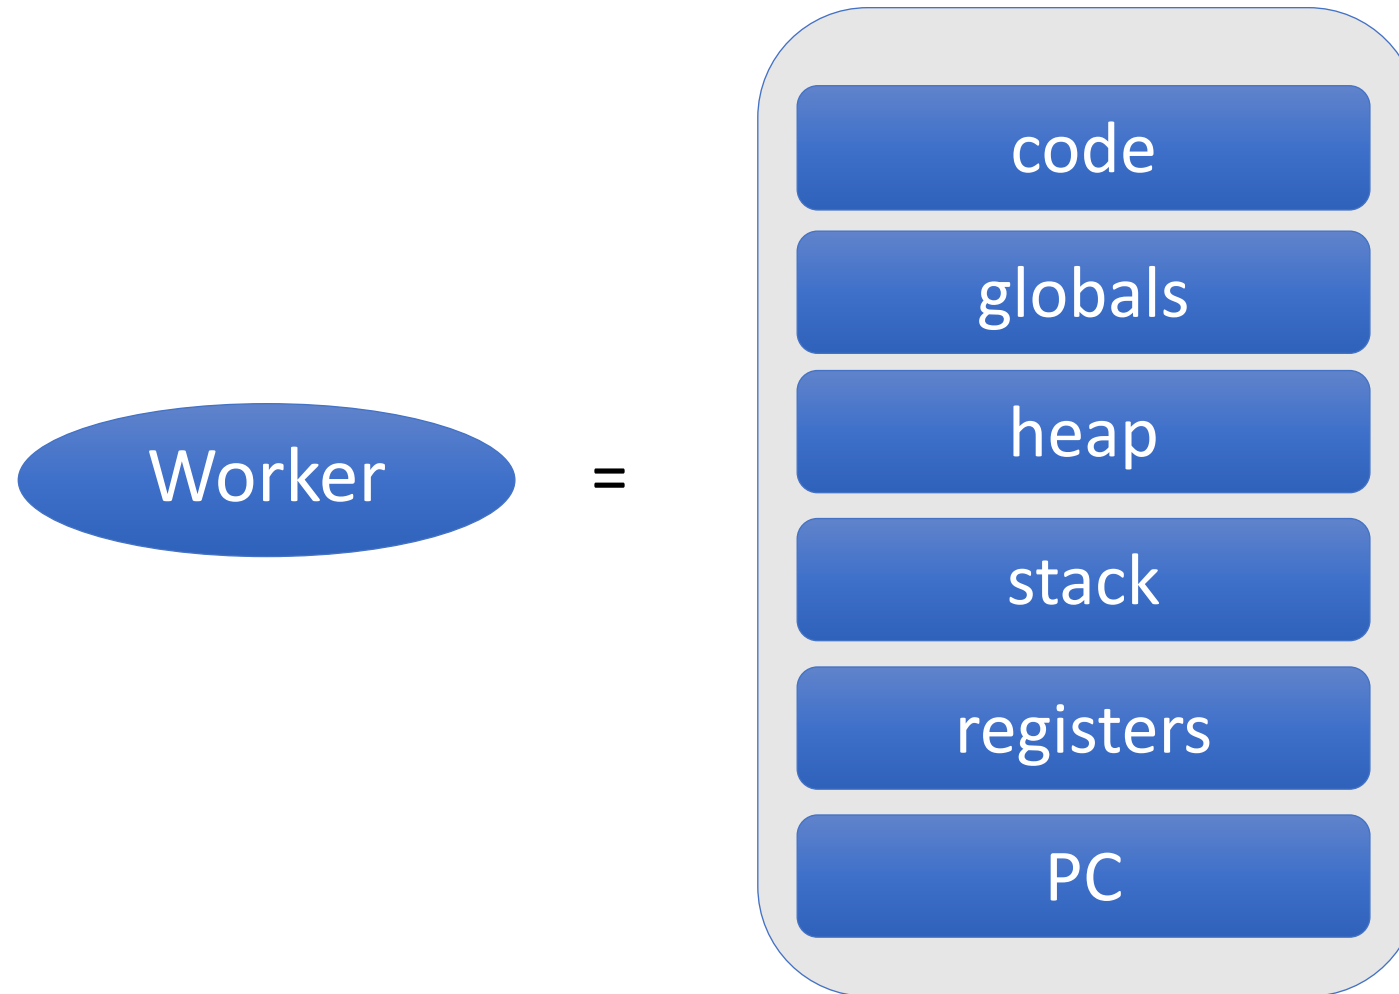 Worker
=
code
globals
heap
stack
registers
PC